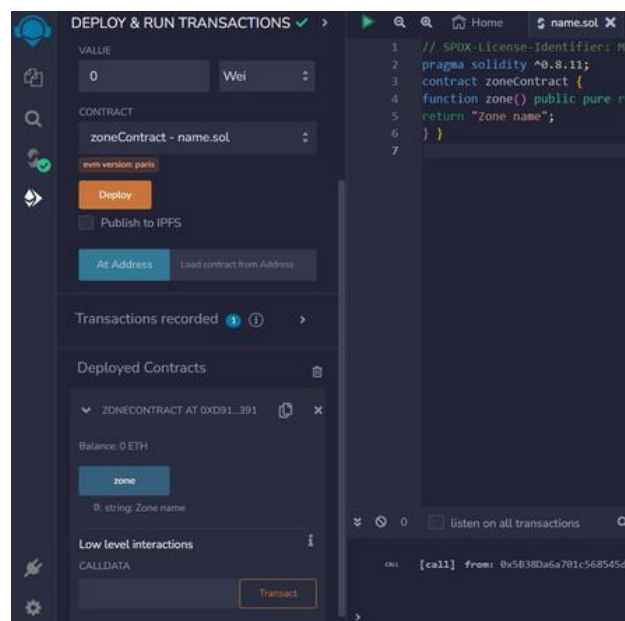 DEPLOY & RUN TRANSACTIONS
VALUE
0 Wei
CONTRACT
zoneContract - name.sol
evm version: paris
Deploy
Publish to IPFS
At Address Load contract from Address
Transactions recorded 1 i
Deployed Contracts
ZONECONTRACT AT 0XD91...391
Balance: 0 ETH
zone
0: string: Zone name
Low level interactions i
CALLDATA
Transact
Home name.sol
1 // SPDX-License-Identifier: M
2 pragma solidity ^0.8.11;
3 contract zoneContract {
4 function zone() public pure r
5 return "Zone name";
6 } }
7
0 listen on all transactions
CALL [call] from: 0x5B38Da6a701c568545d
>